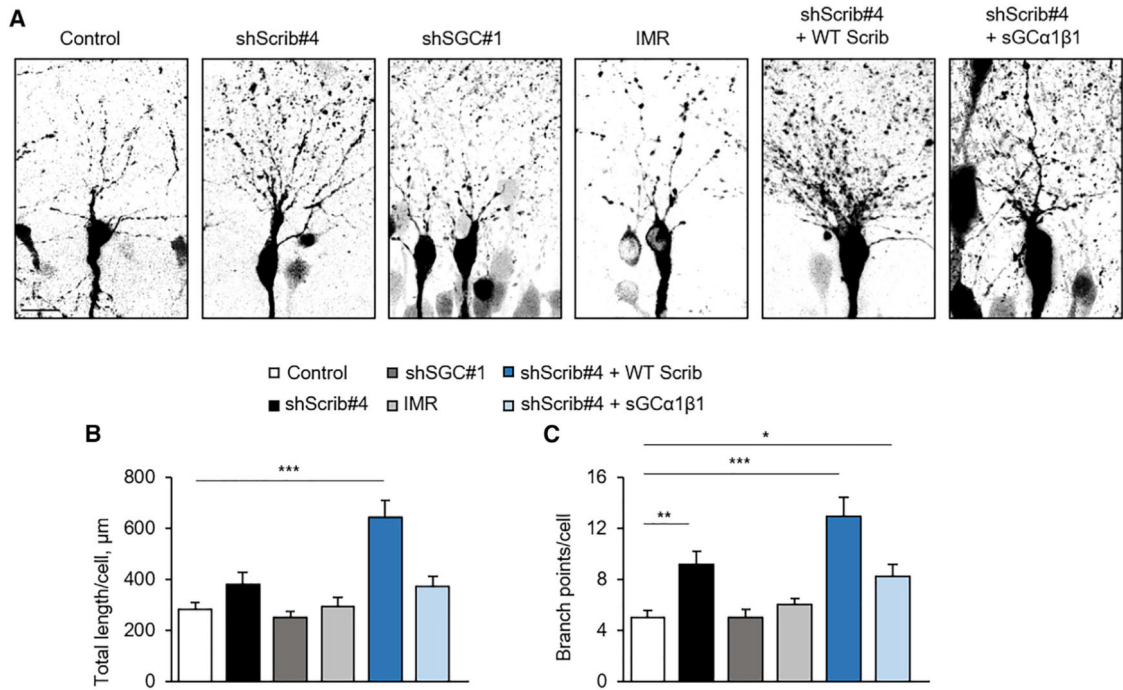 A
Control
shScrib#4
shSGC#1
IMR
shScrib#4
+ WT Scrib
shScrib#4
+ sGCα1β1
Control
shSGC#1
shScrib#4 + WT Scrib
shScrib#4
IMR
shScrib#4 + sGCα1β1
B
Total length/cell, µm
800
600
400
200
0
***
C
Branch points/cell
16
12
8
4
0
*
***
**